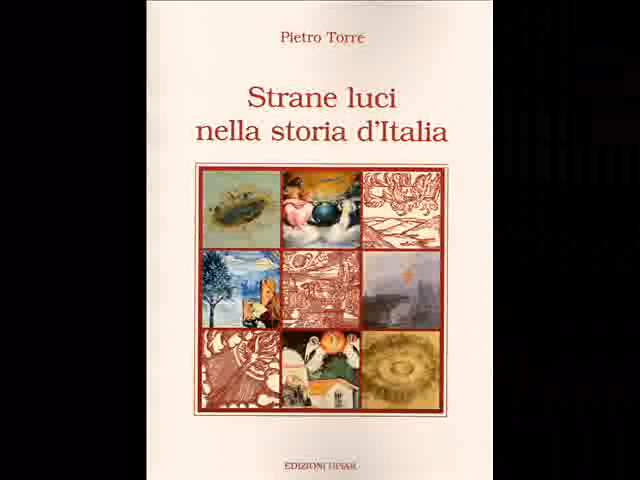 Pietro Torre
Strane luci
nella storia d'Italia
EDIZIONI UPIAR